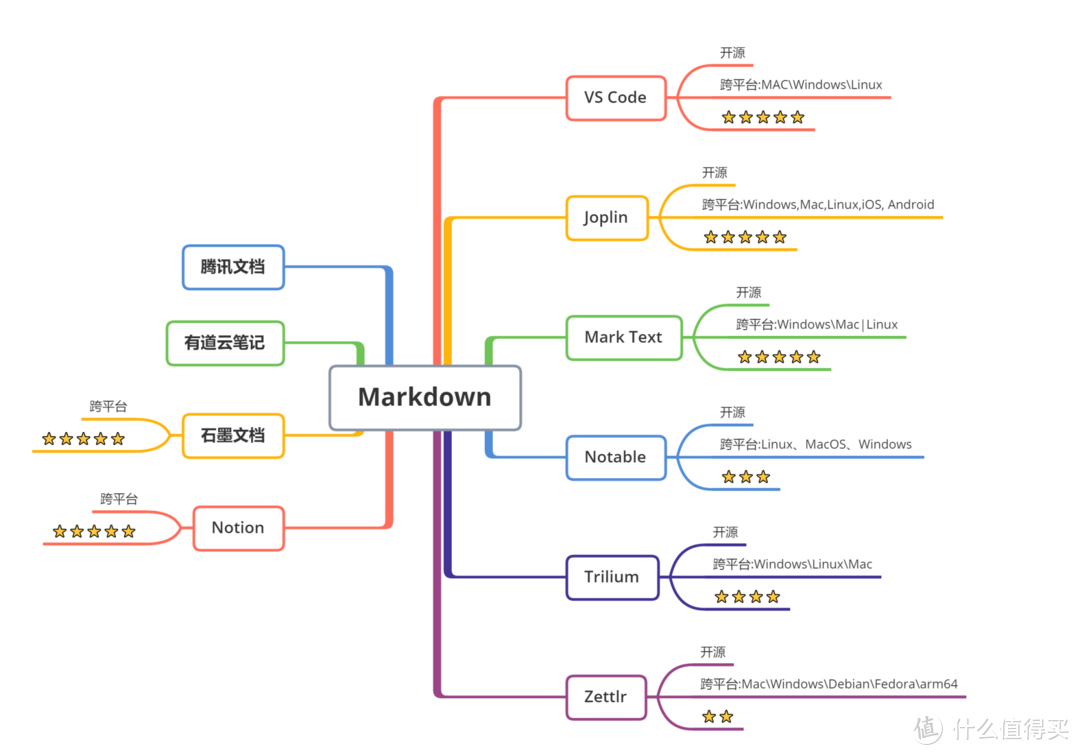 Markdown
VS Code
开源
跨平台:MAC\Windows\Linux
Joplin
开源
跨平台:Windows,Mac,Linux,iOS, Android
Mark Text
开源
跨平台:Windows\Mac|Linux
Notable
开源
跨平台:Linux、MacOS、Windows
Trilium
开源
跨平台:Windows\Linux\Mac
Zettlr
开源
跨平台:Mac\Windows\Debian\Fedora\arm64
腾讯文档
有道云笔记
石墨文档
跨平台
Notion
跨平台
值 什么值得买